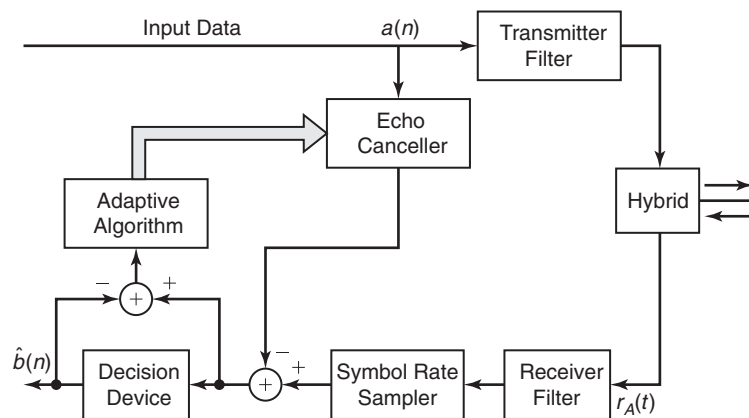 Input Data
a(n)
Transmitter
Filter
Echo
Canceller
Hybrid
Adaptive
Algorithm
− + +
b̂(n)
Decision
Device
+
−
+
Symbol Rate
Sampler
Receiver
Filter
r_A(t)